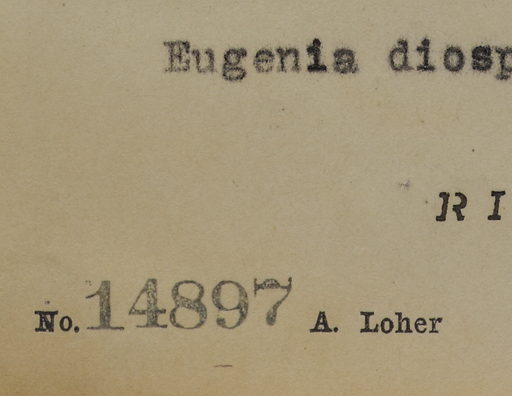 Eugenia diosp
R I
No. 14897 A. Loher